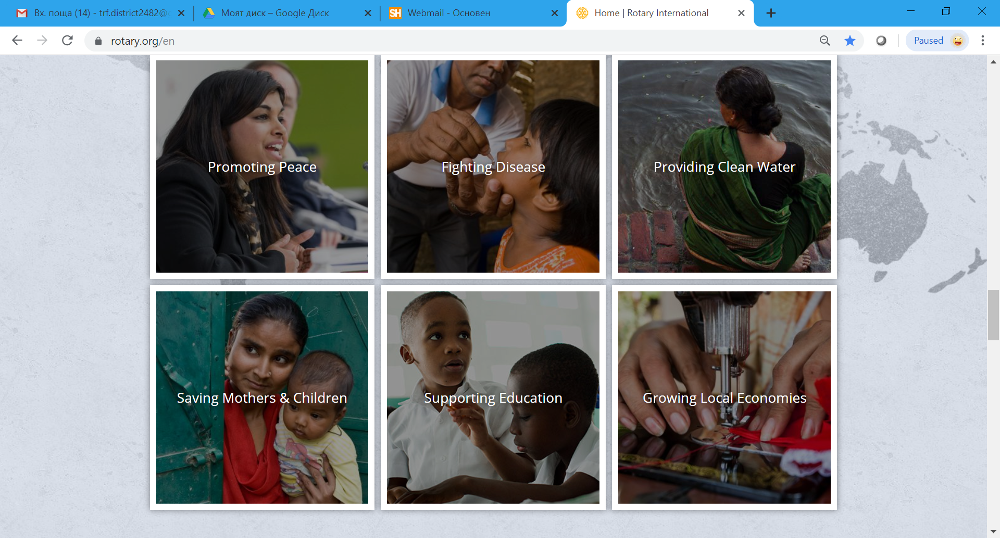 Вх. поща (14) - trf.district2482@g
Моят диск – Google Диск
SH
Webmail - Основен
Home | Rotary International
rotary.org/en
Paused
Promoting Peace
Fighting Disease
Providing Clean Water
Saving Mothers & Children
Supporting Education
Growing Local Economies